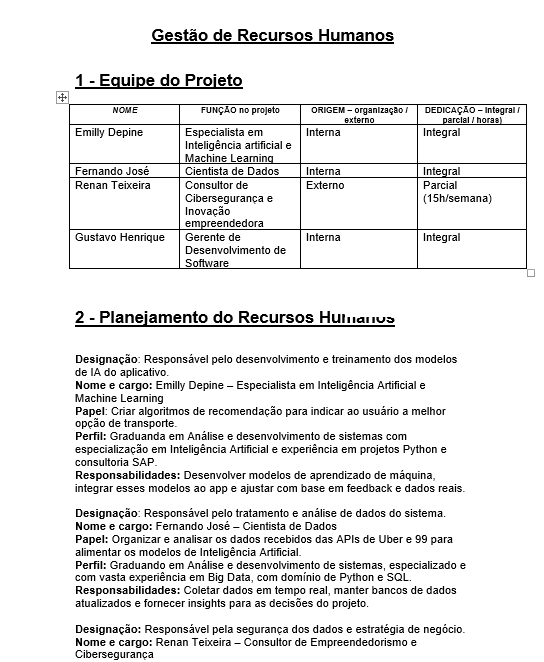 Gestão de Recursos Humanos
1 - Equipe do Projeto
NOME
FUNÇÃO no projeto
ORIGEM – organização /
externo
DEDICAÇÃO – Integral /
parcial / horas)
Emilly Depine
Especialista em
Inteligência artificial e
Machine Learning
Interna
Integral
Fernando José
Cientista de Dados
Interna
Integral
Renan Teixeira
Consultor de
Cibersegurança e
Inovação
empreendedora
Externo
Parcial
(15h/semana)
Gustavo Henrique
Gerente de
Desenvolvimento de
Software
Interna
Integral
2 - Planejamento do Recursos Humanos
Designação: Responsável pelo desenvolvimento e treinamento dos modelos
de IA do aplicativo.
Nome e cargo: Emilly Depine – Especialista em Inteligência Artificial e
Machine Learning
Papel: Criar algoritmos de recomendação para indicar ao usuário a melhor
opção de transporte.
Perfil: Graduanda em Análise e desenvolvimento de sistemas com
especialização em Inteligência Artificial e experiência em projetos Python e
consultoria SAP.
Responsabilidades: Desenvolver modelos de aprendizado de máquina,
integrar esses modelos ao app e ajustar com base em feedback e dados reais.
Designação: Responsável pelo tratamento e análise de dados do sistema.
Nome e cargo: Fernando José – Cientista de Dados
Papel: Organizar e analisar os dados recebidos das APIs de Uber e 99 para
alimentar os modelos de Inteligência Artificial.
Perfil: Graduando em Análise e desenvolvimento de sistemas, especializado e
com vasta experiência em Big Data, com domínio de Python e SQL.
Responsabilidades: Coletar dados em tempo real, manter bancos de dados
atualizados e fornecer insights para as decisões do projeto.
Designação: Responsável pela segurança dos dados e estratégia de negócio.
Nome e cargo: Renan Teixeira – Consultor de Empreendedorismo e
Cibersegurança